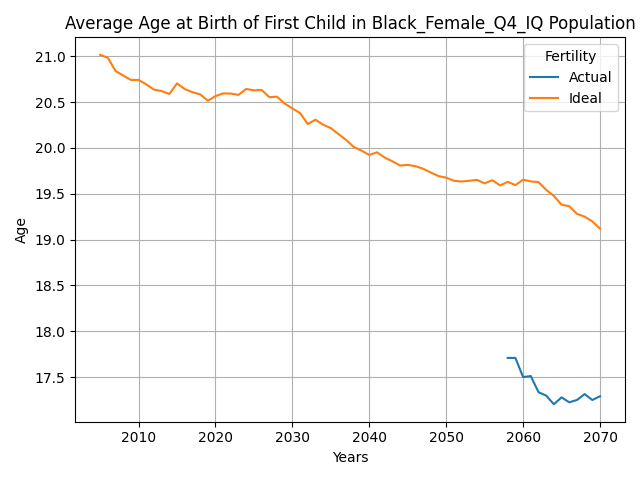 Average Age at Birth of First Child in Black_Female_Q4_IQ Population
Fertility
Actual
Ideal
21.0
20.5
20.0
19.5
19.0
18.5
18.0
17.5
Age
2010 2020 2030 2040 2050 2060 2070
Years